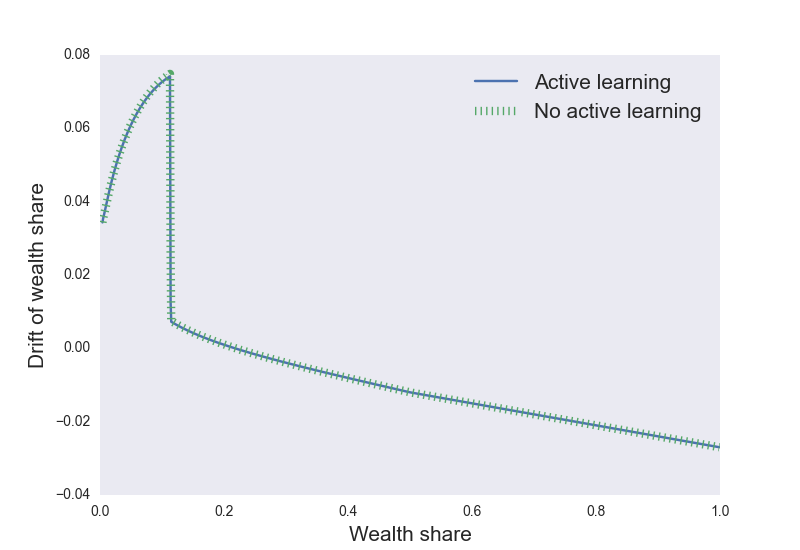 0.08
0.06
0.04
0.02
0.00
−0.02
−0.04
Drift of wealth share
Active learning
No active learning
0.0 0.2 0.4 0.6 0.8 1.0
Wealth share